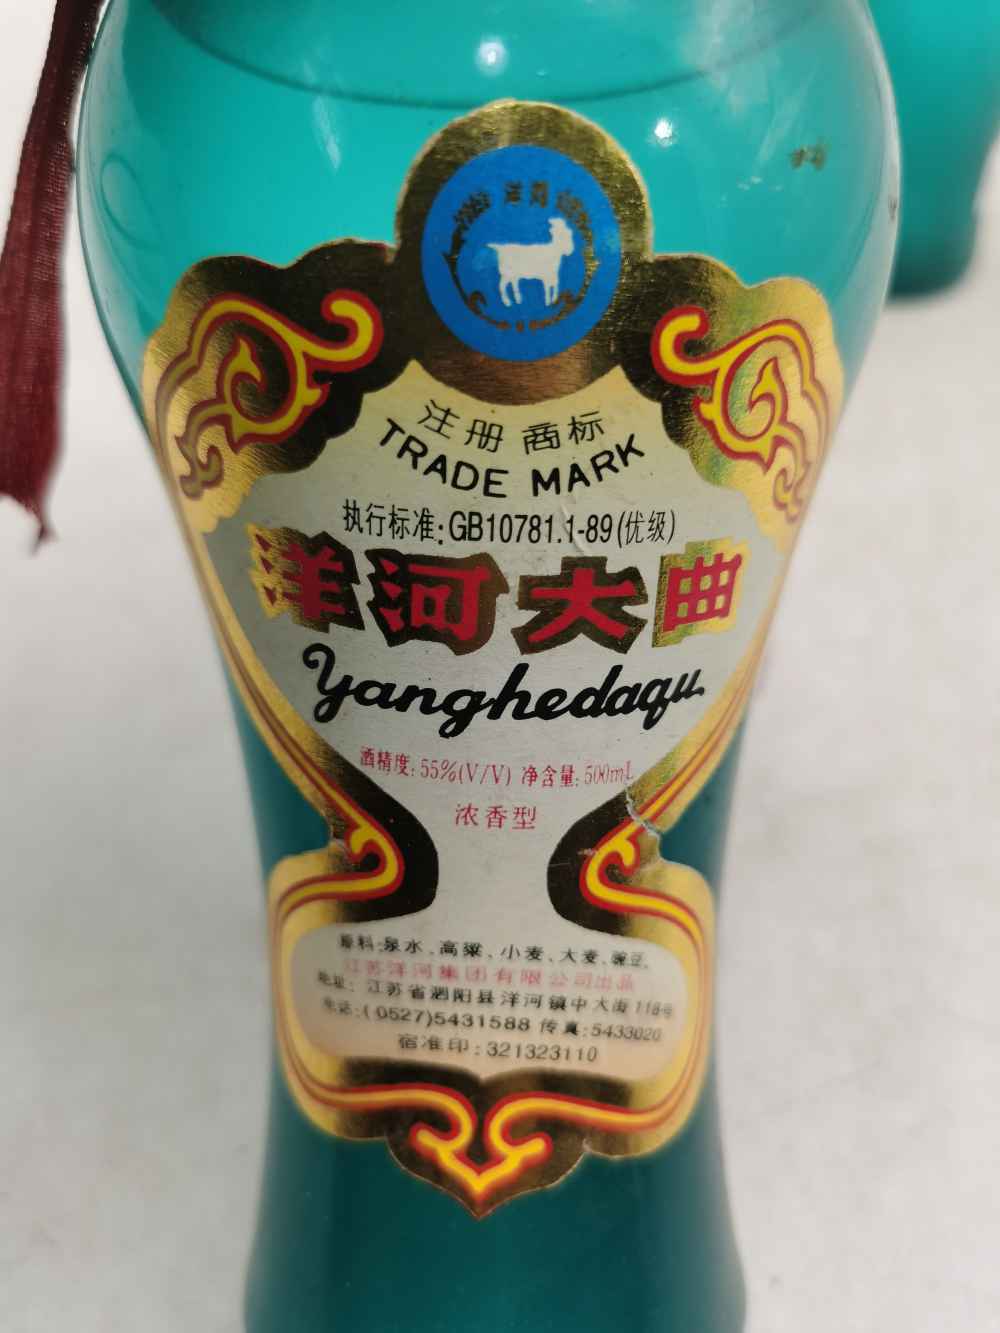 洋河
注册商标
TRADE MARK
执行标准:GB10781.1-89(优级)
洋河大曲
Yanghedaqu
酒精度:55%(V/V) 净含量:500mL
浓香型
原料:泉水、高粱、小麦、大麦、豌豆
江苏洋河集团有限公司出品
地址:江苏省泗阳县洋河镇中大街118号
电话:(0527)5431588 传真:5433020
宿准印:321323110